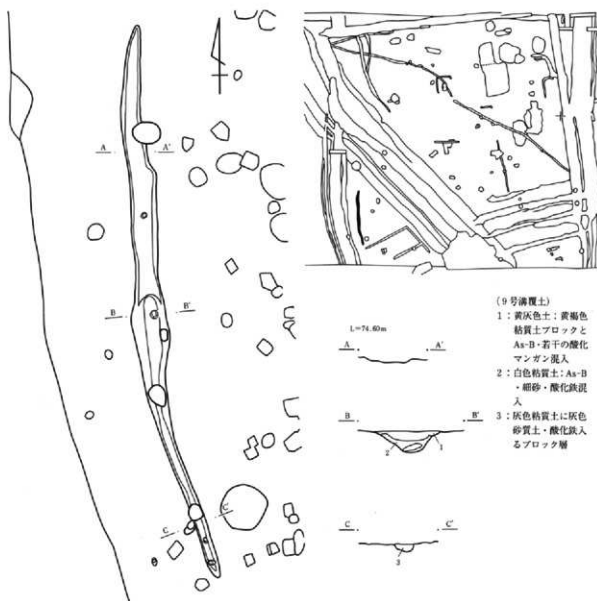 A
A'
B
B'
C
C'
L=74.60m
A
A'
B
B'
2
1
C
C'
3
(9号溝覆土)
1:黄灰色土:黄褐色
粘質土ブロックと
As-B・若干の酸化
マンガン混入
2:白色粘質土:As-B
・細砂・酸化鉄混
入
3:灰色粘質土に灰色
砂質土・酸化鉄入
るブロック層